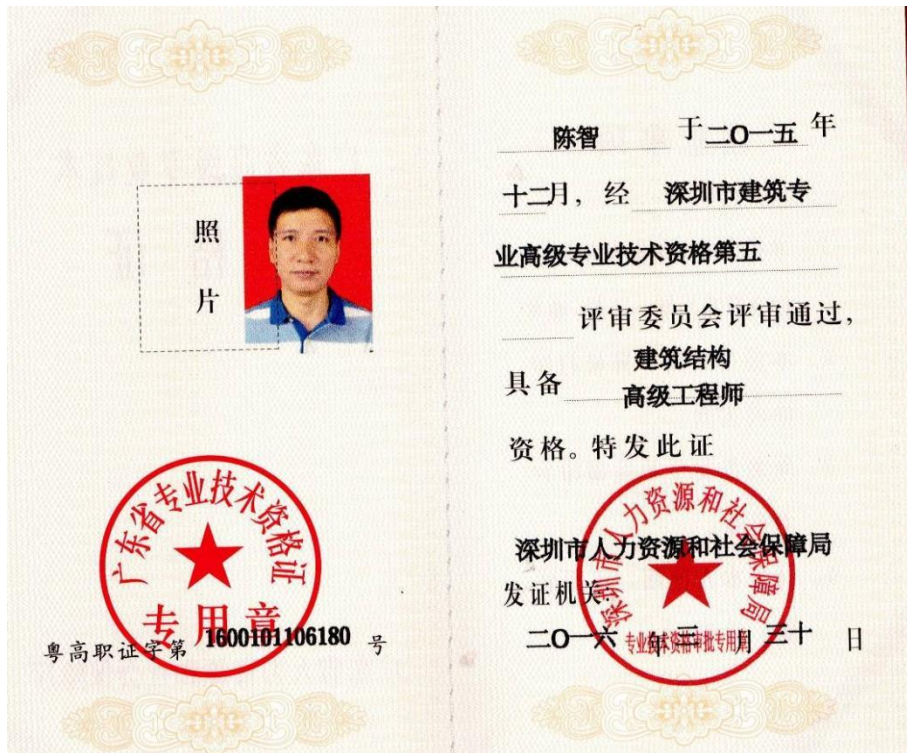 照
片
广东省专业技术资格证
专用章
粤高职证字第 1600101106180 号
陈智 于二O一五 年
十二月，经 深圳市建筑专
业高级专业技术资格第五
评审委员会评审通过，
建筑结构
具备
高级工程师
资格。特发此证
深圳市人力资源和社会保障局
深圳市人力资源和社会保障局
发证机关：
二O一六 年三 月三十 日
专业技术资格审批专用章